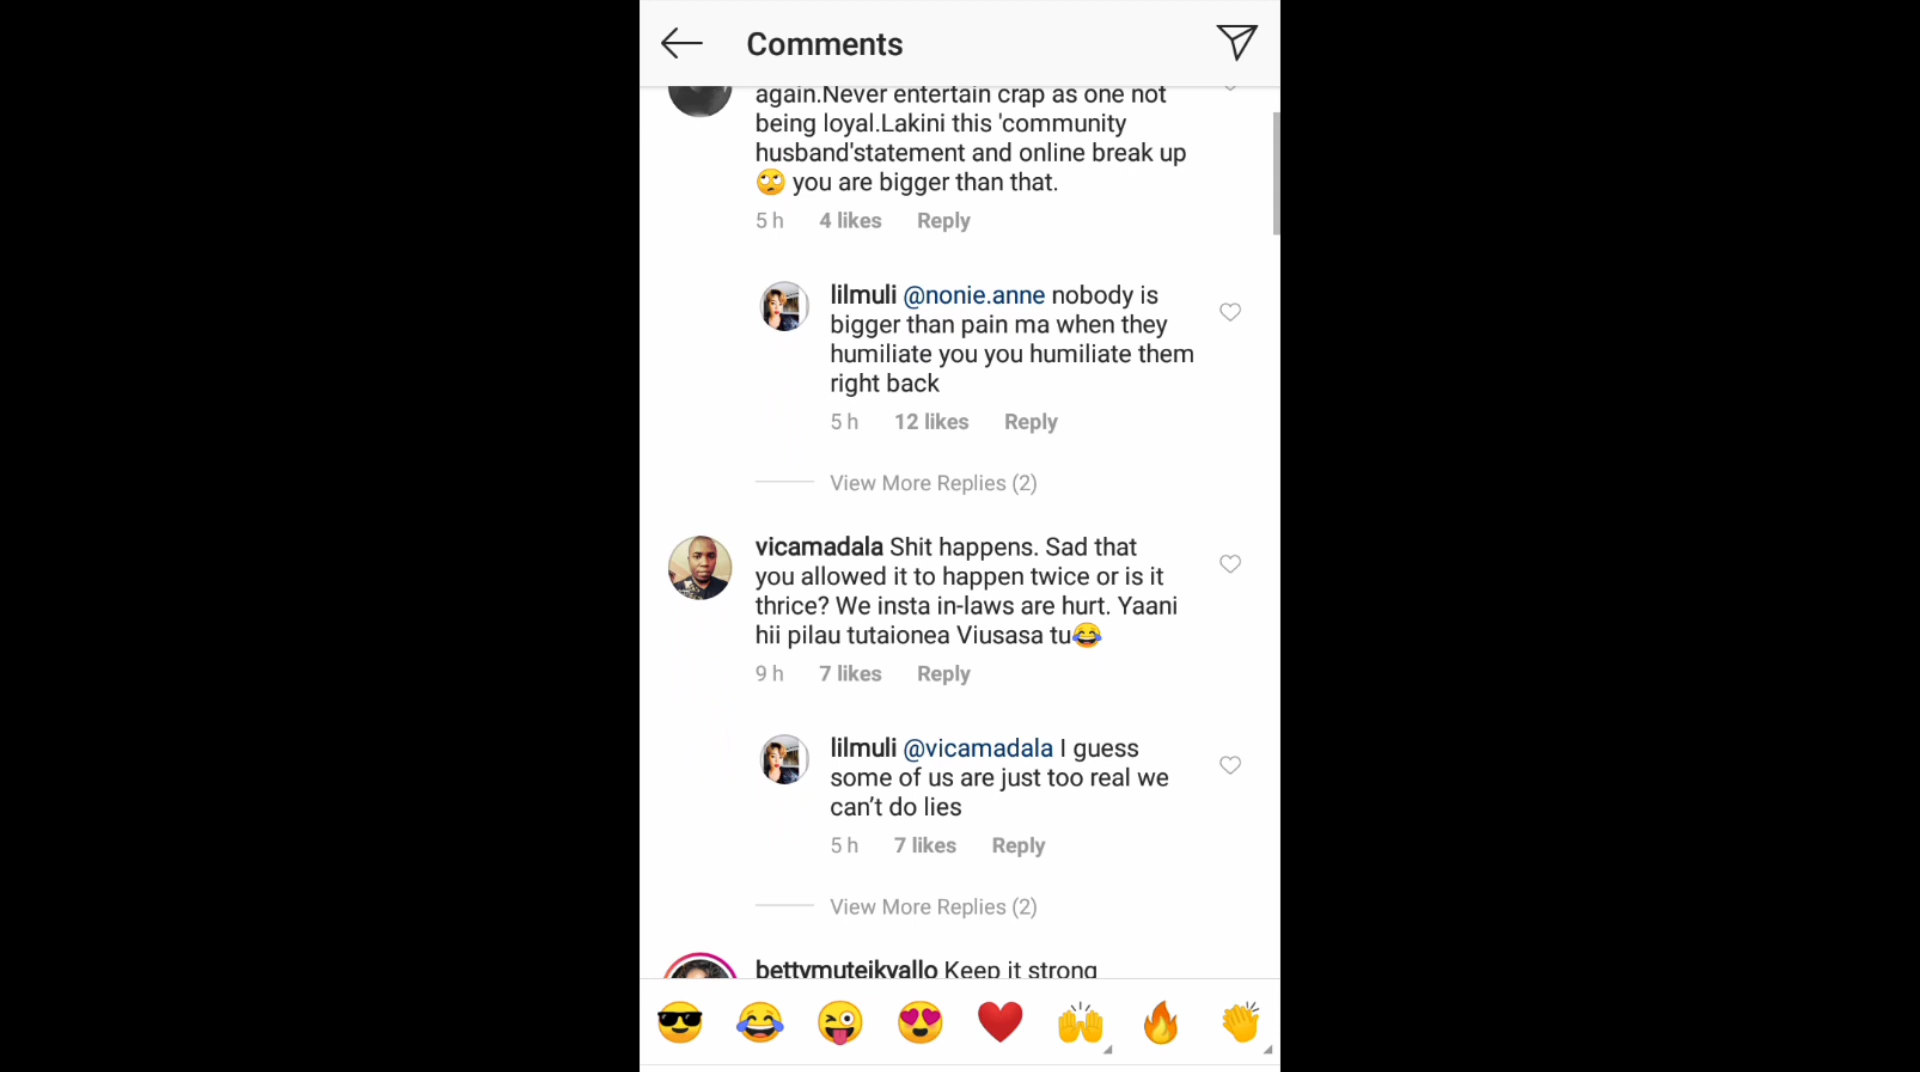 Comments
again.Never entertain crap as one not
being loyal.Lakini this 'community
husband'statement and online break up
🙄 you are bigger than that.
5 h 4 likes Reply
lilmuli @nonie.anne nobody is
bigger than pain ma when they
humiliate you you humiliate them
right back
5 h 12 likes Reply
View More Replies (2)
vicamadala Shit happens. Sad that
you allowed it to happen twice or is it
thrice? We insta in-laws are hurt. Yaani
hii pilau tutaionea Viusasa tu😂
9 h 7 likes Reply
lilmuli @vicamadala I guess
some of us are just too real we
can’t do lies
5 h 7 likes Reply
View More Replies (2)
bettymuteikyallo Keep it strong